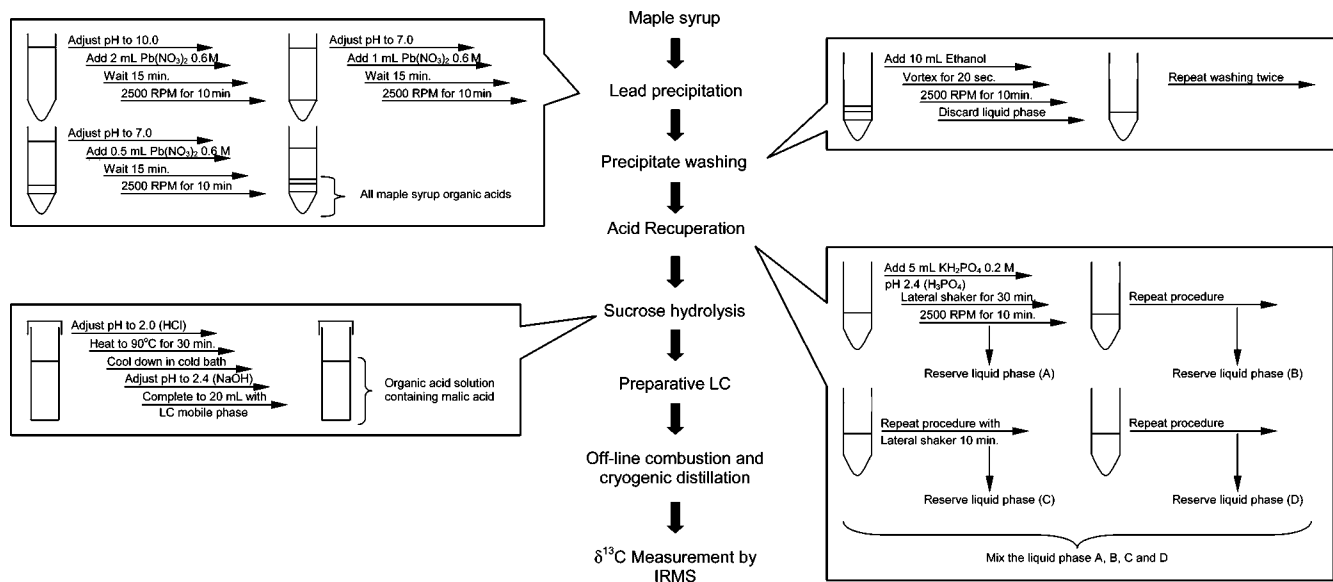 Maple syrup
Lead precipitation
Precipitate washing
Acid Recuperation
Sucrose hydrolysis
Preparative LC
Off-line combustion and
cryogenic distillation
δ¹³C Measurement by
IRMS
Adjust pH to 10.0
Add 2 mL Pb(NO₃)₂ 0.6M
Wait 15 min.
2500 RPM for 10min
Adjust pH to 7.0
Add 1 mL Pb(NO₃)₂ 0.6M
Wait 15 min.
2500 RPM for 10min
Adjust pH to 7.0
Add 0.5 mL Pb(NO₃)₂ 0.6 M
Wait 15 min.
2500 RPM for 10 min
All maple syrup organic acids
Add 10 mL Ethanol
Vortex for 20 sec.
2500 RPM for 10min.
Discard liquid phase
Repeat washing twice
Add 5 mL KH₂PO₄ 0.2 M
pH 2.4 (H₃PO₄)
Lateral shaker for 30 min.
2500 RPM for 10 min.
Reserve liquid phase (A)
Repeat procedure
Reserve liquid phase (B)
Repeat procedure with
Lateral shaker 10 min.
Reserve liquid phase (C)
Repeat procedure
Reserve liquid phase (D)
Mix the liquid phase A, B, C and D
Adjust pH to 2.0 (HCl)
Heat to 90°C for 30 min.
Cool down in cold bath
Adjust pH to 2.4 (NaOH)
Complete to 20 mL with
LC mobile phase
Organic acid solution
containing malic acid